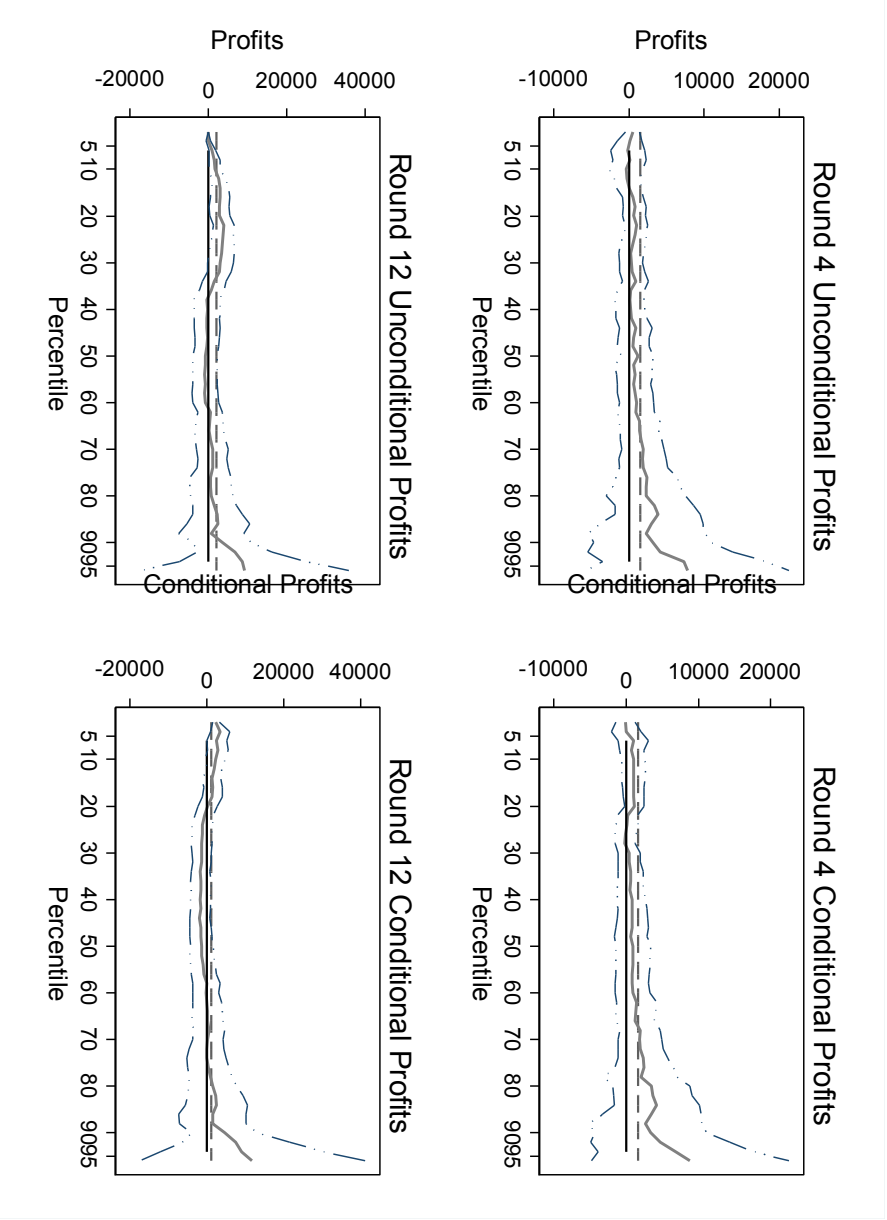 Round 4 Unconditional Profits
Profits
-10000 0 10000 20000
5 10 20 30 40 50 60 70 80 90 95
Percentile
Round 4 Conditional Profits
Conditional Profits
-10000 0 10000 20000
5 10 20 30 40 50 60 70 80 90 95
Percentile
Round 12 Unconditional Profits
Profits
-20000 0 20000 40000
5 10 20 30 40 50 60 70 80 90 95
Percentile
Round 12 Conditional Profits
Conditional Profits
-20000 0 20000 40000
5 10 20 30 40 50 60 70 80 90 95
Percentile